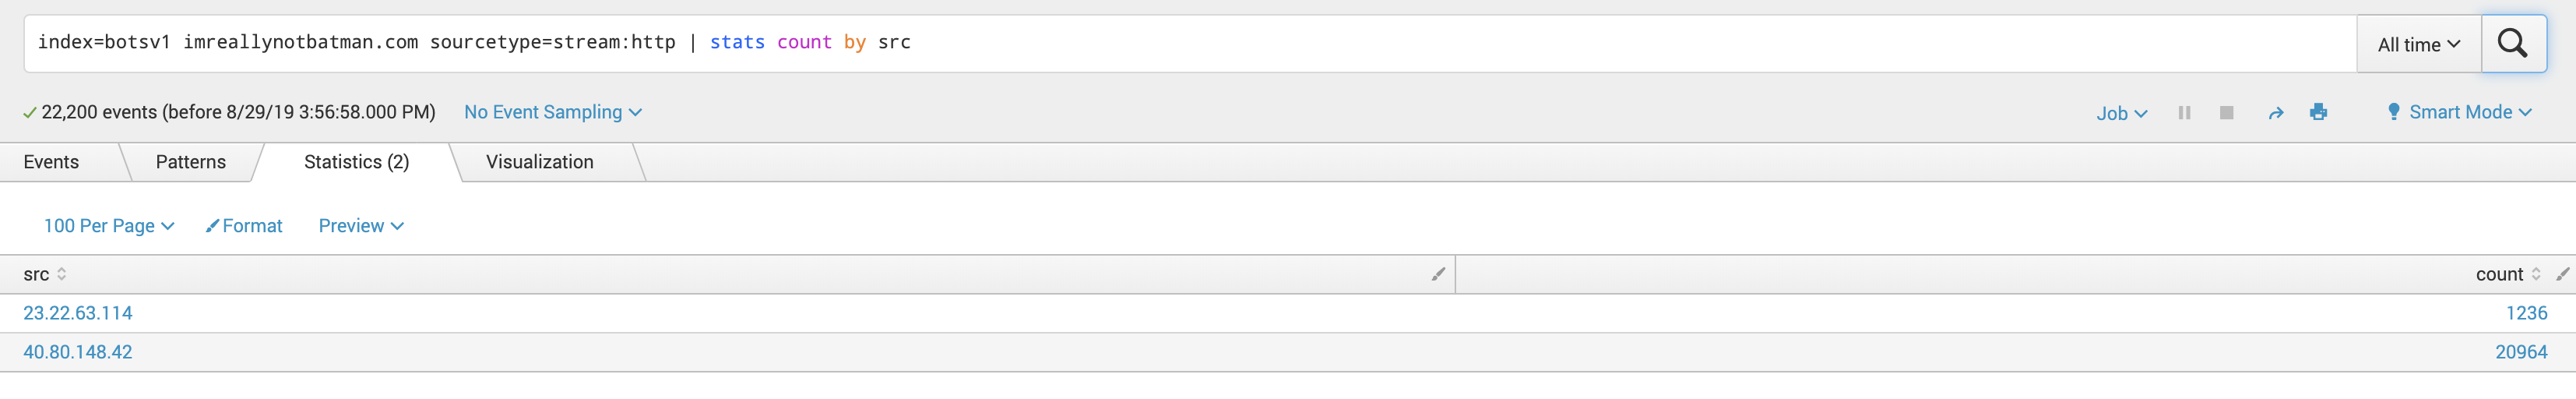 index=botsv1 imreallynotbatman.com sourcetype=stream:http | stats count by src All time
22,200 events (before 8/29/19 3:56:58.000 PM) No Event Sampling Job Smart Mode
Events Patterns Statistics (2) Visualization
100 Per Page Format Preview
src count
23.22.63.114 1236
40.80.148.42 20964